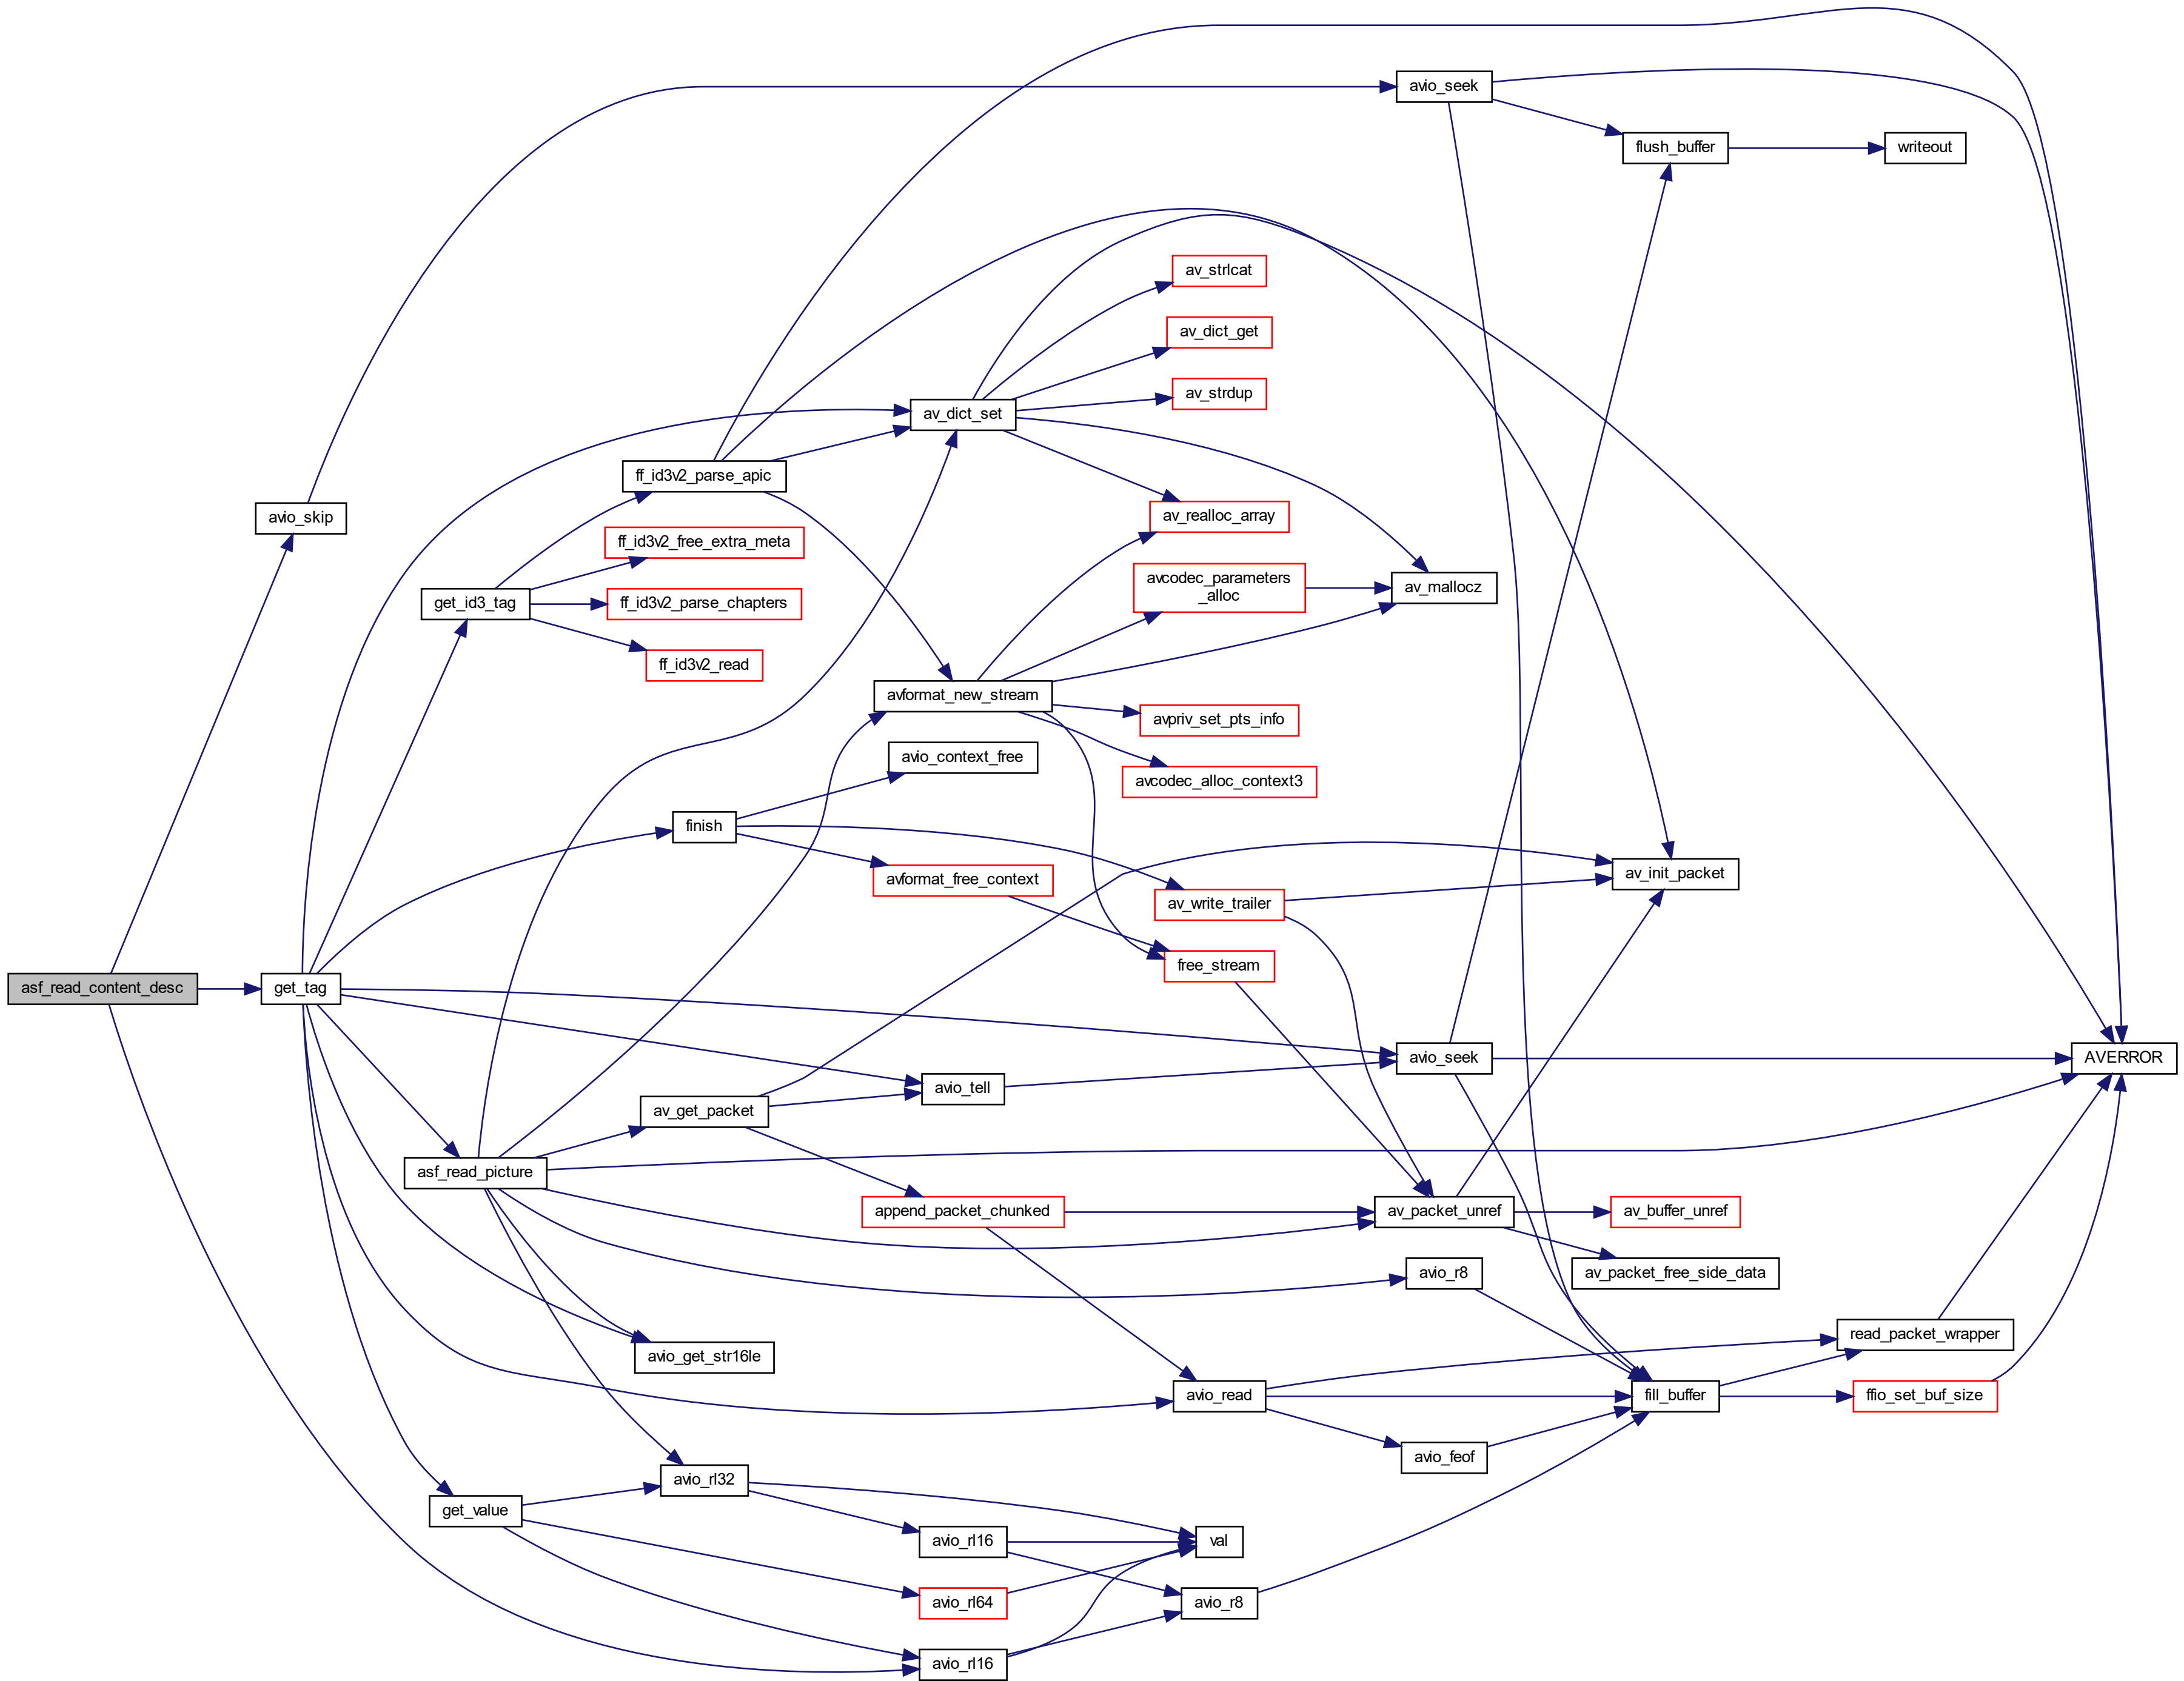 avio_seek
flush_buffer
writeout
av_strlcat
av_dict_get
av_strdup
av_dict_set
ff_id3v2_parse_apic
avio_skip
av_realloc_array
ff_id3v2_free_extra_meta
avcodec_parameters
_alloc
av_mallocz
get_id3_tag
ff_id3v2_parse_chapters
ff_id3v2_read
avformat_new_stream
avpriv_set_pts_info
avio_context_free
avcodec_alloc_context3
finish
avformat_free_context
av_init_packet
av_write_trailer
free_stream
asf_read_content_desc
get_tag
avio_seek
AVERROR
avio_tell
av_get_packet
asf_read_picture
append_packet_chunked
av_packet_unref
av_buffer_unref
avio_r8
av_packet_free_side_data
read_packet_wrapper
avio_get_str16le
avio_read
fill_buffer
ffio_set_buf_size
avio_feof
avio_rl32
get_value
avio_rl16
val
avio_rl64
avio_r8
avio_rl16